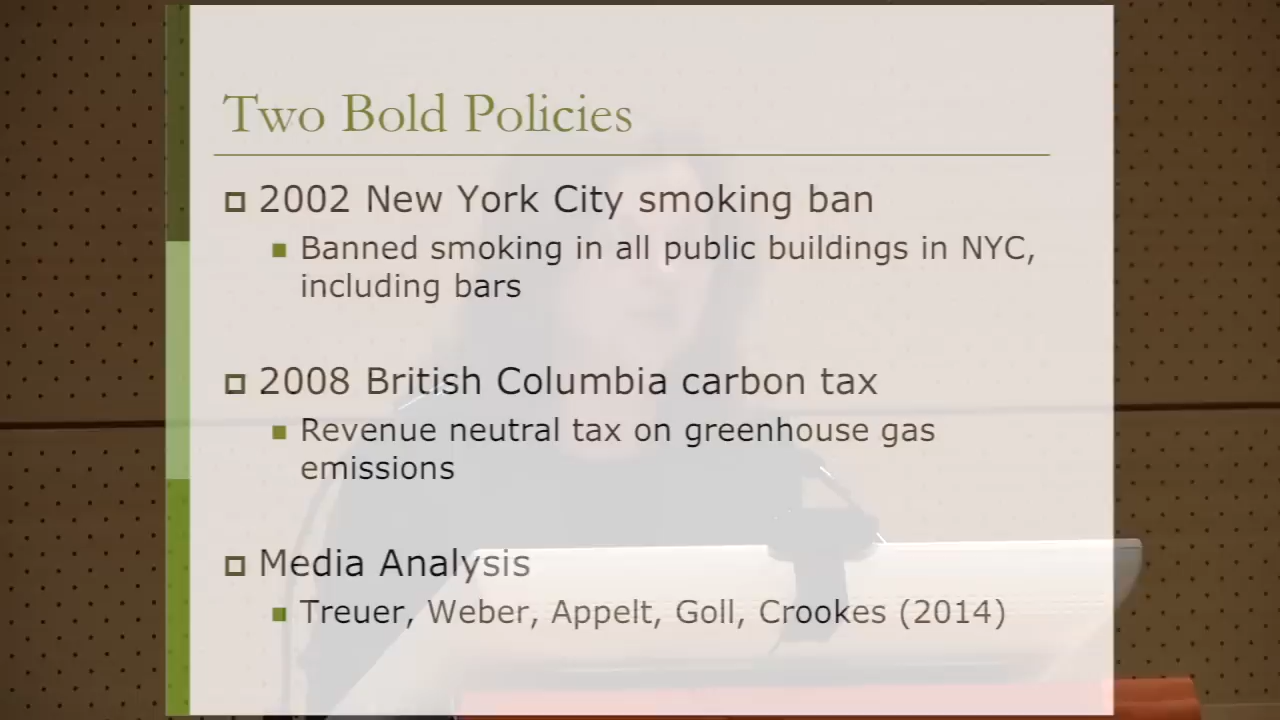 Two Bold Policies
2002 New York City smoking ban
Banned smoking in all public buildings in NYC,
including bars
2008 British Columbia carbon tax
Revenue neutral tax on greenhouse gas
emissions
Media Analysis
Treuer, Weber, Appelt, Goll, Crookes (2014)